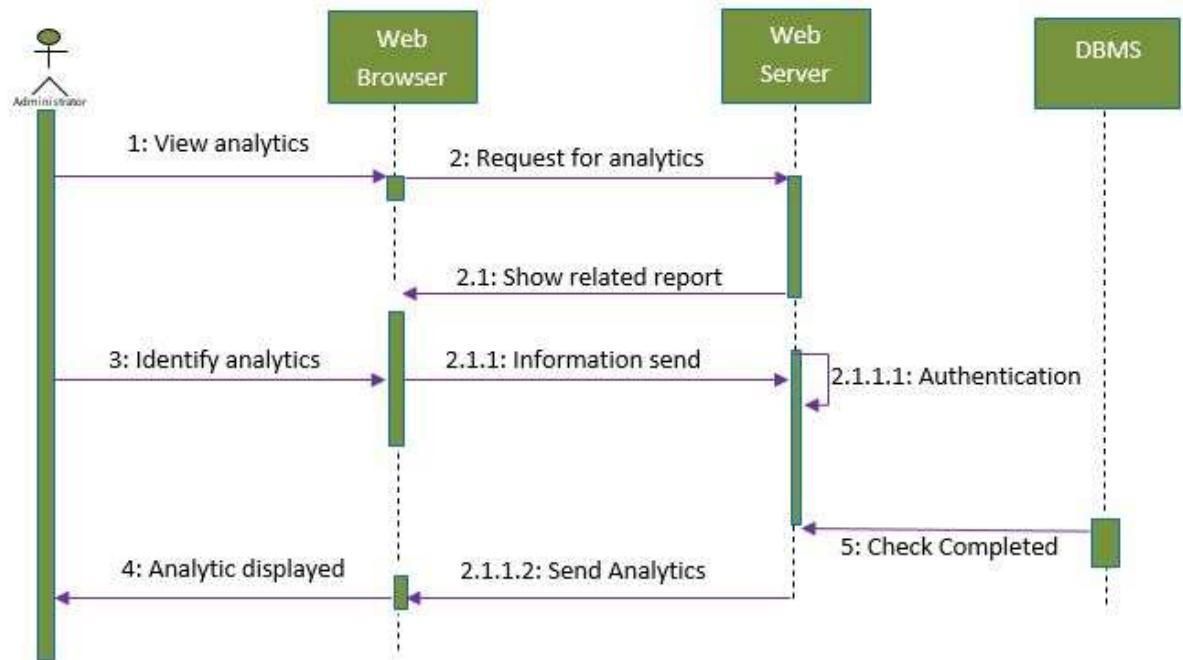 Administrator
Web
Browser
Web
Server
DBMS
1: View analytics
2: Request for analytics
2.1: Show related report
3: Identify analytics
2.1.1: Information send
2.1.1.1: Authentication
5: Check Completed
4: Analytic displayed
2.1.1.2: Send Analytics